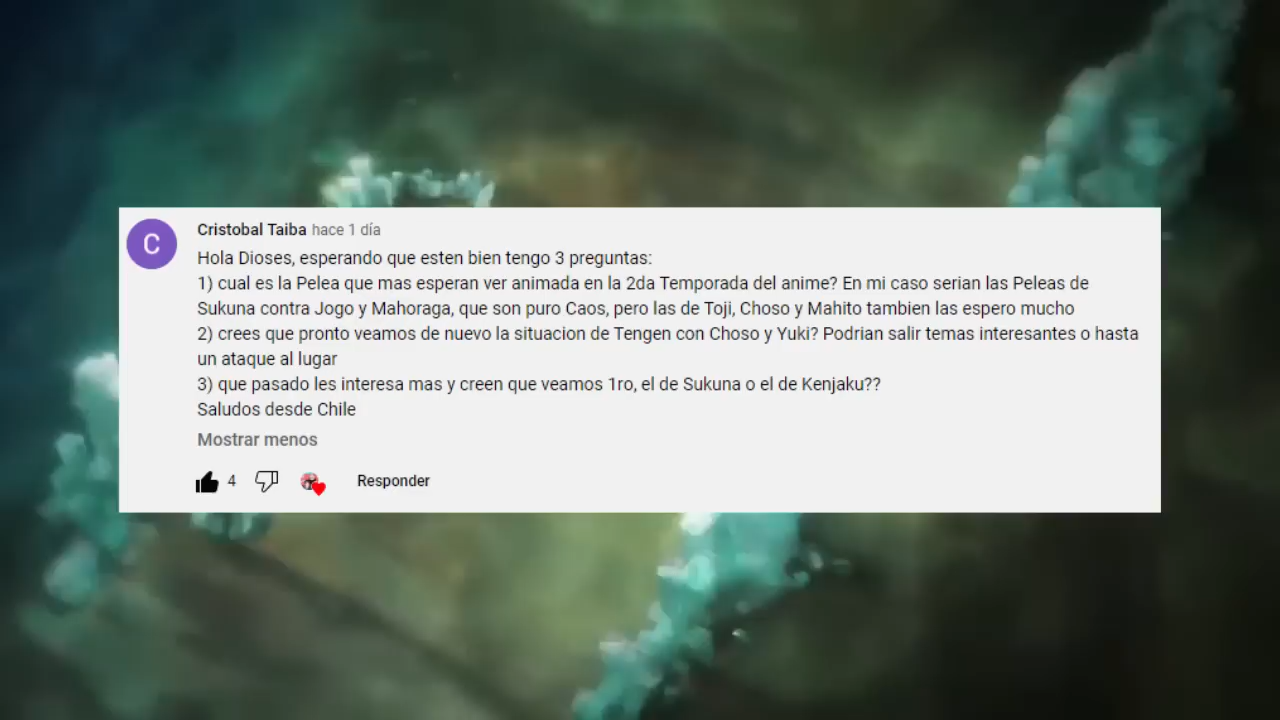 C
Cristobal Taiba hace 1 día
Hola Dioses, esperando que esten bien tengo 3 preguntas:
1) cual es la Pelea que mas esperan ver animada en la 2da Temporada del anime? En mi caso serian las Peleas de
Sukuna contra Jogo y Mahoraga, que son puro Caos, pero las de Toji, Choso y Mahito tambien las espero mucho
2) crees que pronto veamos de nuevo la situacion de Tengen con Choso y Yuki? Podrian salir temas interesantes o hasta
un ataque al lugar
3) que pasado les interesa mas y creen que veamos 1ro, el de Sukuna o el de Kenjaku??
Saludos desde Chile
Mostrar menos
4 Responder